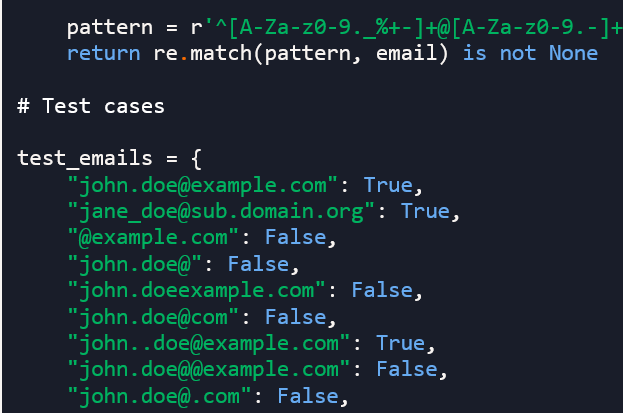 pattern = r'^[A-Za-z0-9._%+-]+@[A-Za-z0-9.-]+
return re.match(pattern, email) is not None
# Test cases
test_emails = {
"john.doe@example.com": True,
"jane_doe@sub.domain.org": True,
"@example.com": False,
"john.doe@": False,
"john.doeexample.com": False,
"john.doe@com": False,
"john..doe@example.com": True,
"john.doe@@example.com": False,
"john.doe@.com": False,